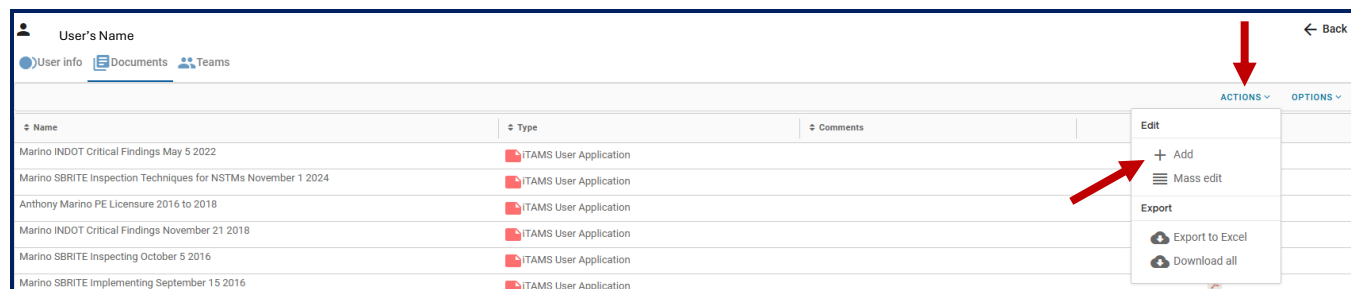 User's Name
Back
User info Documents Teams
ACTIONS OPTIONS
Name Type Comments
Edit
Marino INDOT Critical Findings May 5 2022 iTAMS User Application
Add
Marino SBRITE Inspection Techniques for NSTMs November 1 2024 iTAMS User Application
Mass edit
Anthony Marino PE Licensure 2016 to 2018 iTAMS User Application
Export
Marino INDOT Critical Findings November 21 2018 iTAMS User Application
Export to Excel
Marino SBRITE Inspecting October 5 2016 iTAMS User Application
Download all
Marino SBRITE Implementing September 15 2016 iTAMS User Application